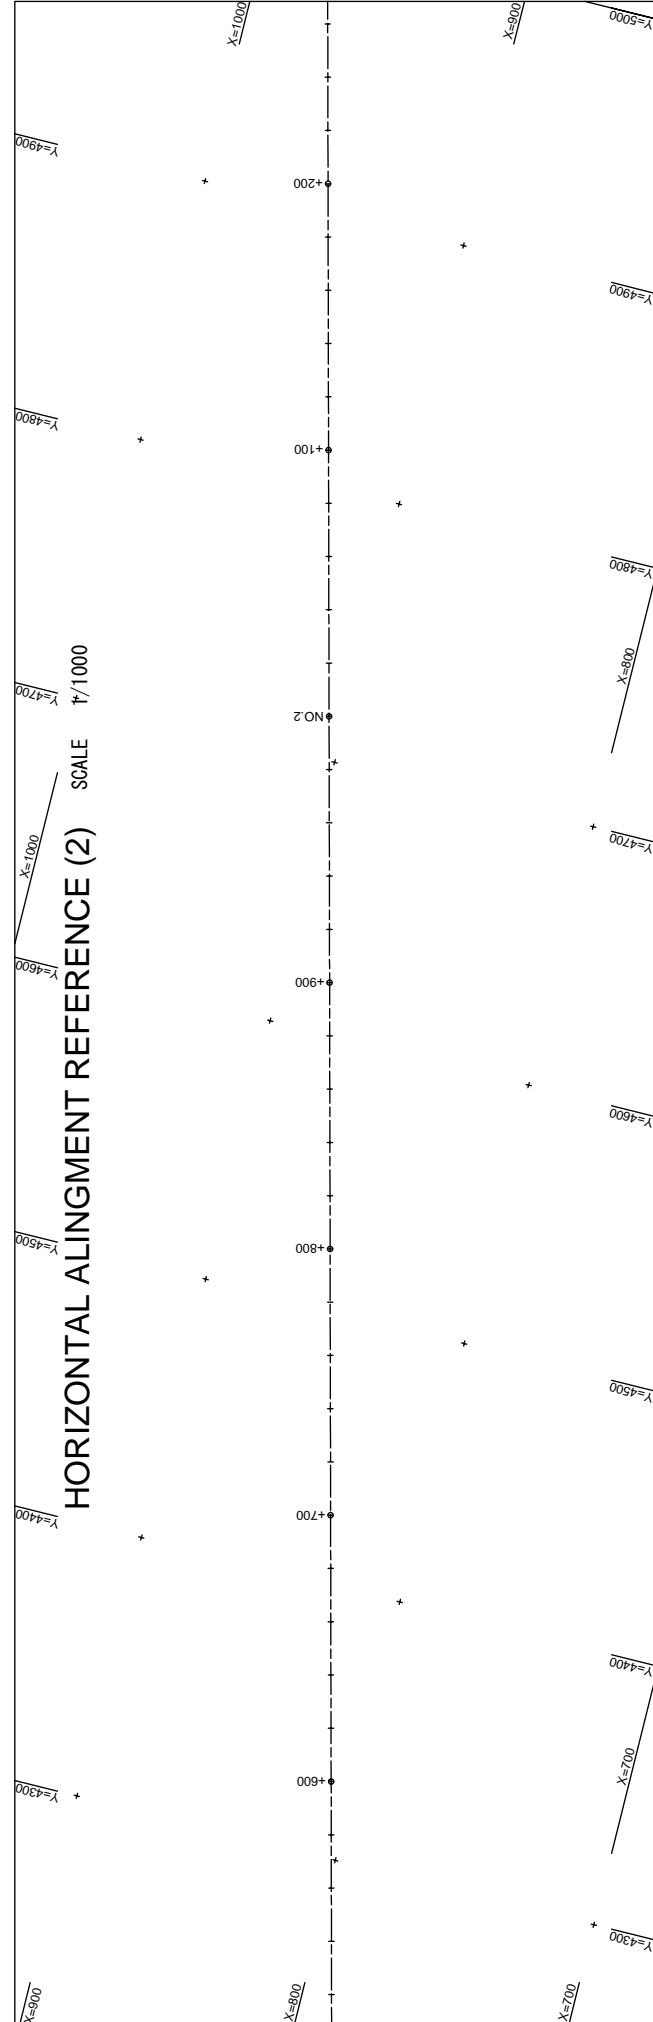 HORIZONTAL ALINGMENT REFERENCE (2) SCALE 1/1000
X=1000
X=900
Y=5000
Y=4900
+200
Y=4900
Y=4800
+100
Y=4800
X=800
Y=4700
NO.2
X=1000
Y=4700
Y=4600
+900
Y=4600
Y=4500
+800
Y=4500
Y=4400
+700
Y=4400
X=700
Y=4300
+600
Y=4300
X=900
X=800
X=700